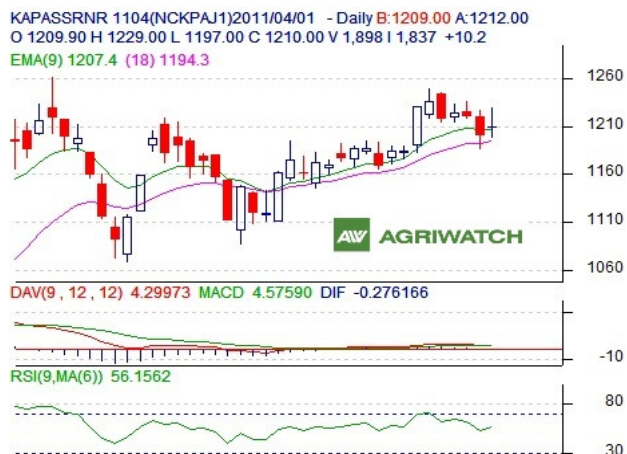 KAPASSRNR 1104(NCKPAJ1)2011/04/01 - Daily B:1209.00 A:1212.00
O 1209.90 H 1229.00 L 1197.00 C 1210.00 V 1,898 I 1,837 +10.2
EMA(9) 1207.4 (18) 1194.3
1260
1210
1160
1110
1060
AW AGRIWATCH
DAV(9 , 12 , 12) 4.29973 MACD 4.57590 DIF -0.276166
-10
RSI(9,MA(6)) 56.1562
80
30